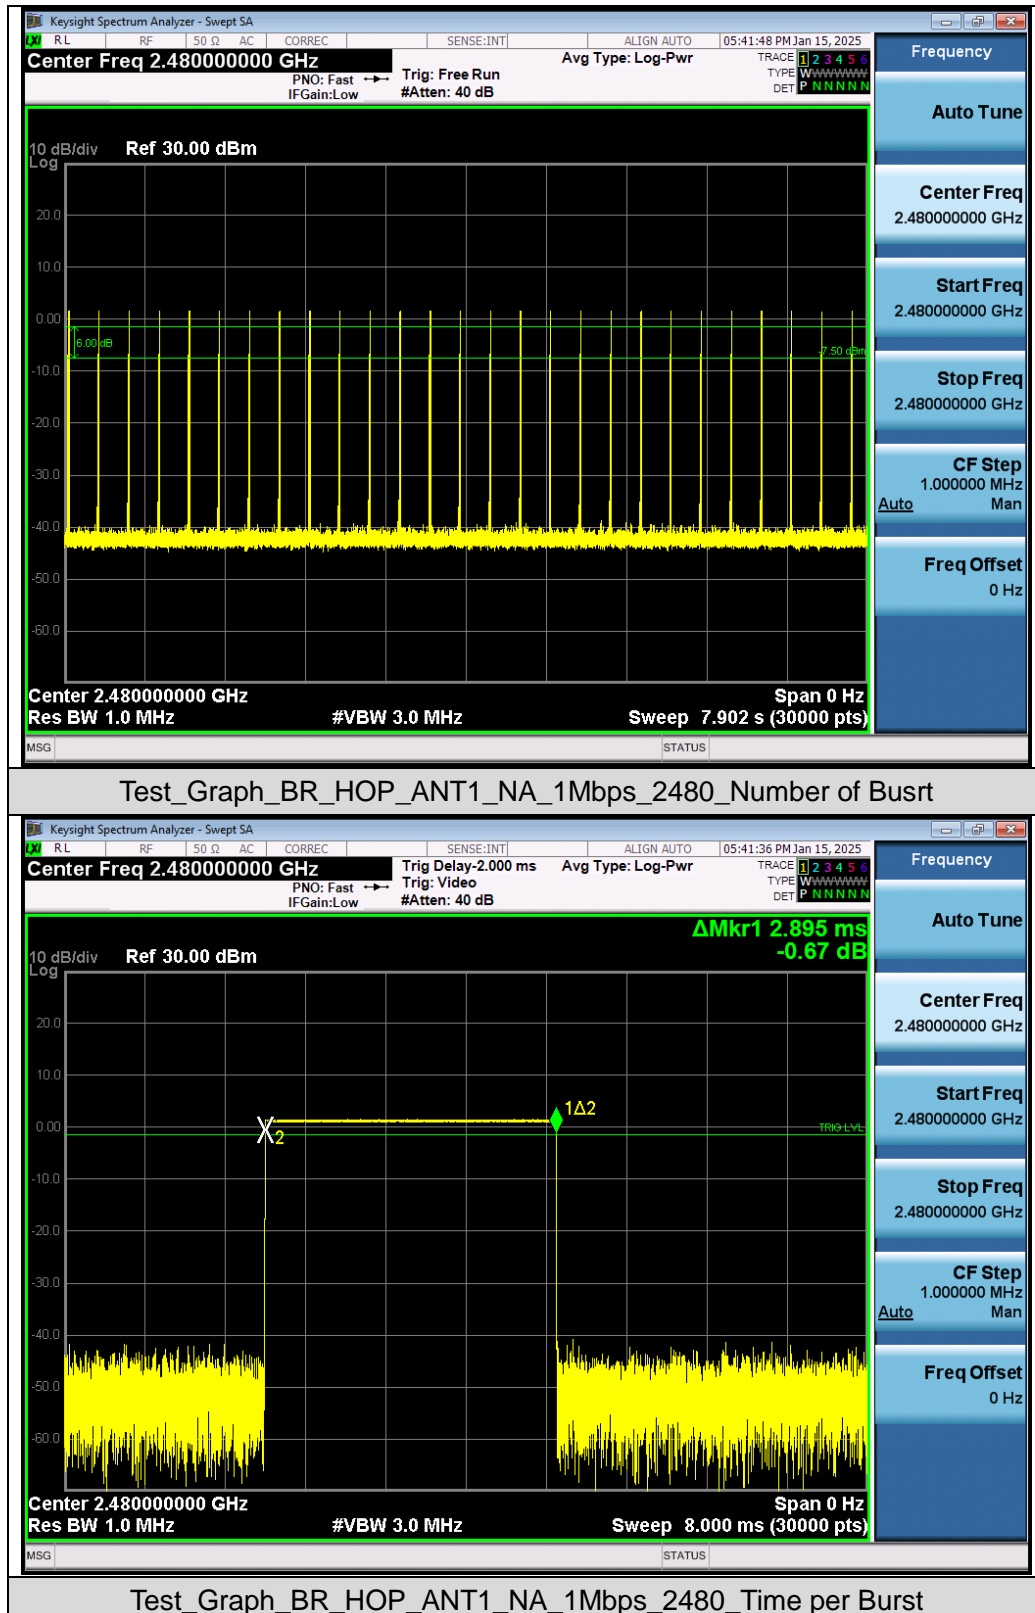 Keysight Spectrum Analyzer - Swept SA
LXI RL RF 50 Ω AC CORREC SENSE:INT ALIGN AUTO 05:41:48 PM Jan 15, 2025
Center Freq 2.480000000 GHz
Avg Type: Log-Pwr
TRACE 1 2 3 4 5 6
PNO: Fast
Trig: Free Run
TYPE WWWWWW
IFGain:Low
#Atten: 40 dB
DET P N N N N N
Frequency
Auto Tune
Center Freq
2.480000000 GHz
Start Freq
2.480000000 GHz
Stop Freq
2.480000000 GHz
CF Step
1.000000 MHz
Auto Man
Freq Offset
0 Hz
10 dB/div Ref 30.00 dBm
Log
20.0
10.0
0.00
6.00 dB
-7.50 dBm
-10.0
-20.0
-30.0
-40.0
-50.0
-60.0
Center 2.480000000 GHz Span 0 Hz
Res BW 1.0 MHz #VBW 3.0 MHz Sweep 7.902 s (30000 pts)
MSG STATUS
Test_Graph_BR_HOP_ANT1_NA_1Mbps_2480_Number of Busrt
Keysight Spectrum Analyzer - Swept SA
LXI RL RF 50 Ω AC CORREC SENSE:INT ALIGN AUTO 05:41:36 PM Jan 15, 2025
Center Freq 2.480000000 GHz
Trig Delay-2.000 ms
Avg Type: Log-Pwr
TRACE 1 2 3 4 5 6
PNO: Fast
Trig: Video
TYPE WWWWWW
IFGain:Low
#Atten: 40 dB
DET P N N N N N
Frequency
Auto Tune
Center Freq
2.480000000 GHz
Start Freq
2.480000000 GHz
Stop Freq
2.480000000 GHz
CF Step
1.000000 MHz
Auto Man
Freq Offset
0 Hz
ΔMkr1 2.895 ms
-0.67 dB
10 dB/div Ref 30.00 dBm
Log
20.0
10.0
1Δ2
0.00
2
TRIG LVL
-10.0
-20.0
-30.0
-40.0
-50.0
-60.0
Center 2.480000000 GHz Span 0 Hz
Res BW 1.0 MHz #VBW 3.0 MHz Sweep 8.000 ms (30000 pts)
MSG STATUS
Test_Graph_BR_HOP_ANT1_NA_1Mbps_2480_Time per Burst